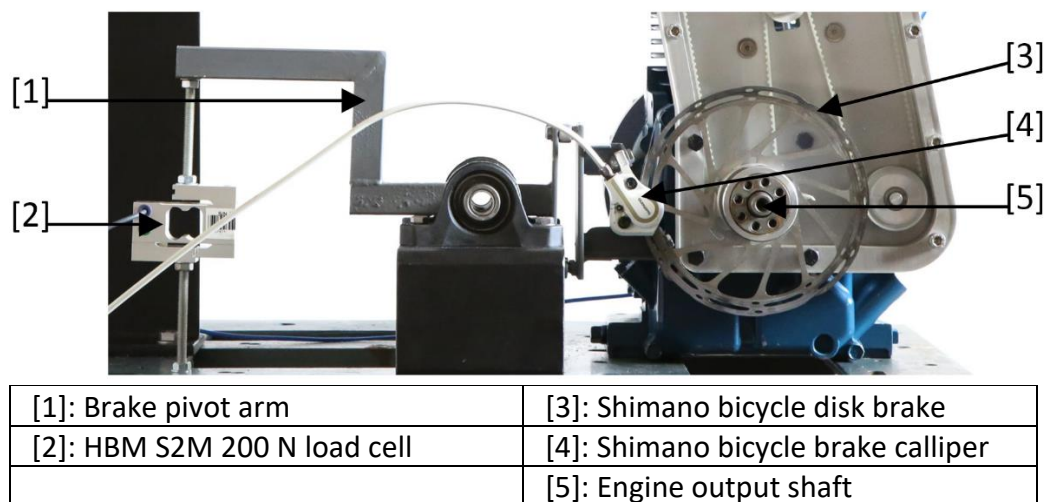 [1]
[2]
[3]
[4]
[5]
[1]: Brake pivot arm
[3]: Shimano bicycle disk brake
[2]: HBM S2M 200 N load cell
[4]: Shimano bicycle brake calliper
[5]: Engine output shaft